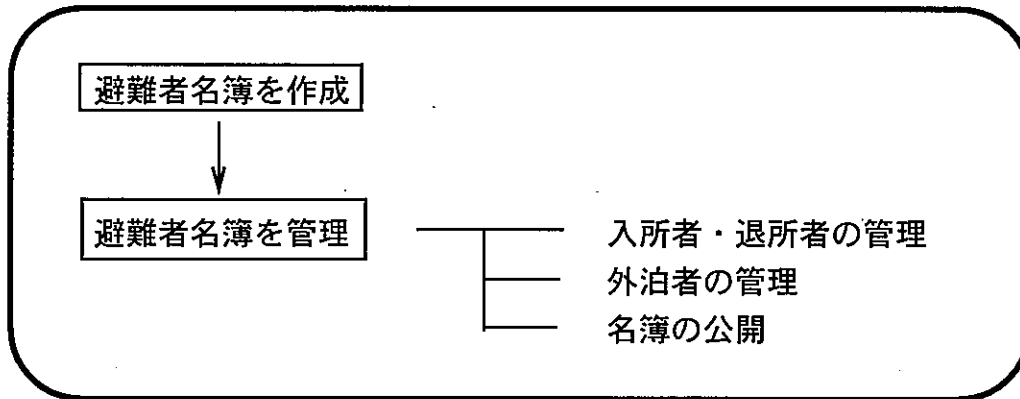 避難者名簿を作成
避難者名簿を管理
入所者・退所者の管理
外泊者の管理
名簿の公開